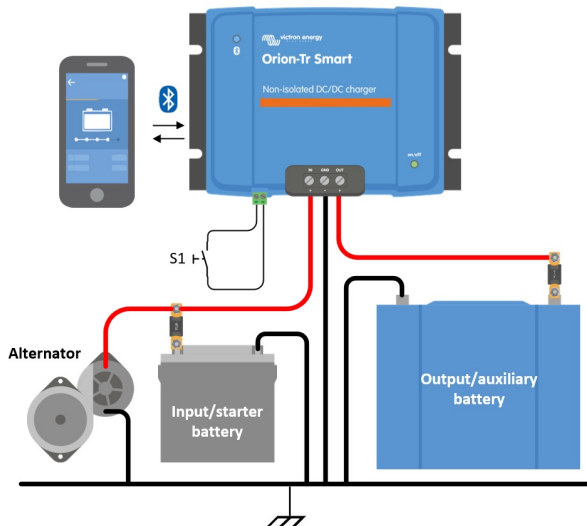 victron energy
Orion-Tr Smart
Non-isolated DC/DC charger
on/off
IN GND OUT
S1
Alternator
Input/starter
battery
Output/auxiliary
battery